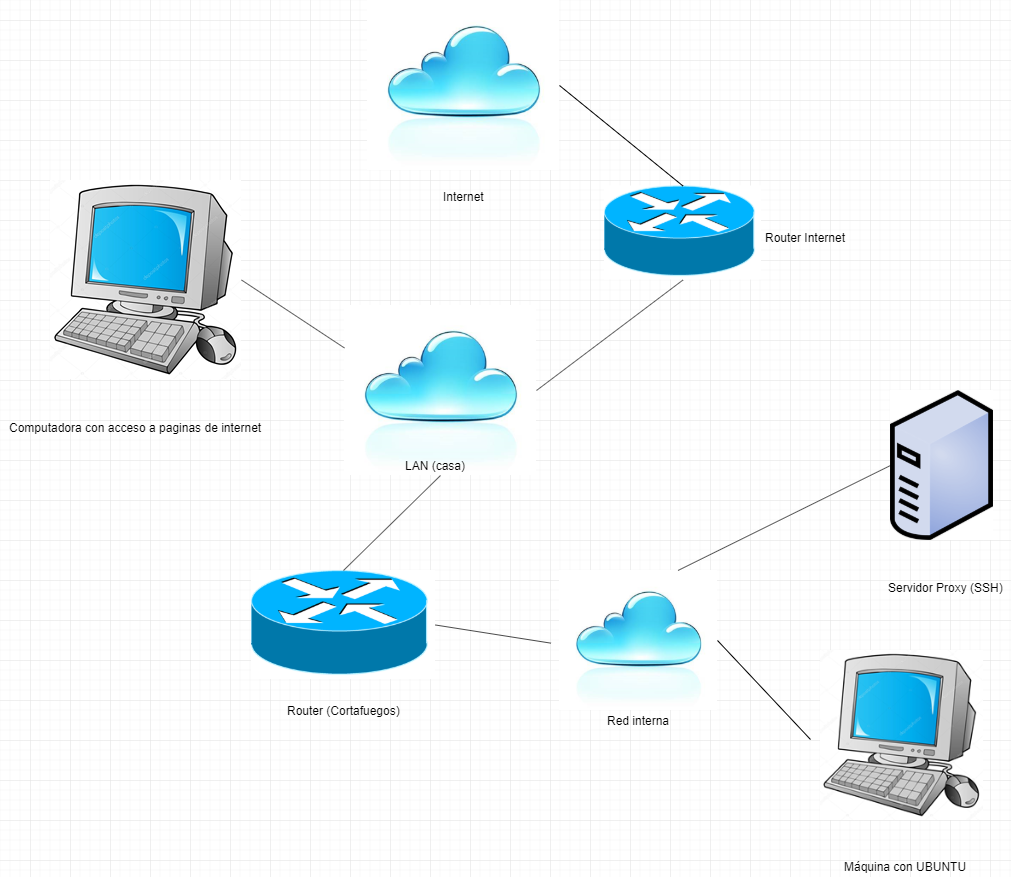 Internet
Router Internet
Computadora con acceso a paginas de internet
LAN (casa)
Servidor Proxy (SSH)
Router (Cortafuegos)
Red interna
Máquina con UBUNTU